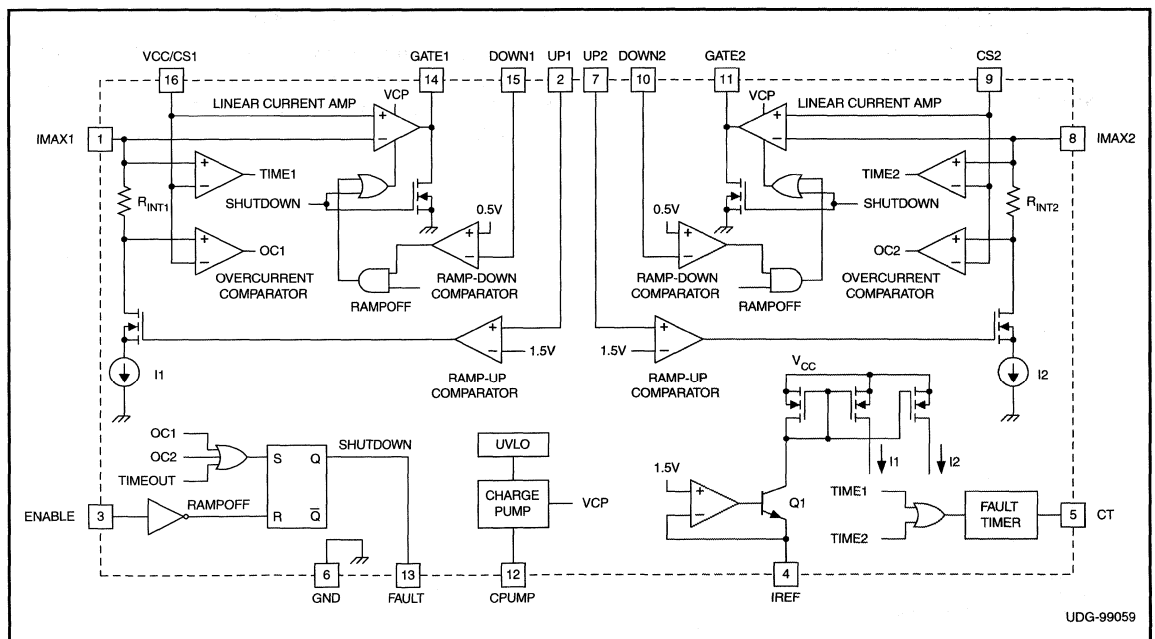 VCC/CS1 GATE1 DOWN1 UP1 UP2 DOWN2 GATE2 CS2
16 14 15 2 7 10 11 9
LINEAR CURRENT AMP VCP VCP LINEAR CURRENT AMP
IMAX1 1 + − + − 8 IMAX2
+ − TIME1 TIME2 + −
RINT1 SHUTDOWN 0.5V 0.5V SHUTDOWN RINT2
+ − OC1 + − + − OC2 + −
OVERCURRENT COMPARATOR
RAMP-DOWN COMPARATOR
RAMP-DOWN COMPARATOR
OVERCURRENT COMPARATOR
RAMPOFF RAMPOFF
+ − 1.5V 1.5V + −
I1 RAMP-UP COMPARATOR
RAMP-UP COMPARATOR
I2
VCC
OC1
OC2
TIMEOUT
S Q SHUTDOWN
R Q
RAMPOFF
ENABLE 3
UVLO
CHARGE PUMP VCP
1.5V + − Q1
I1 I2
TIME1
TIME2
FAULT TIMER 5 CT
6 13 12 4
GND FAULT CPUMP IREF
UDG-99059